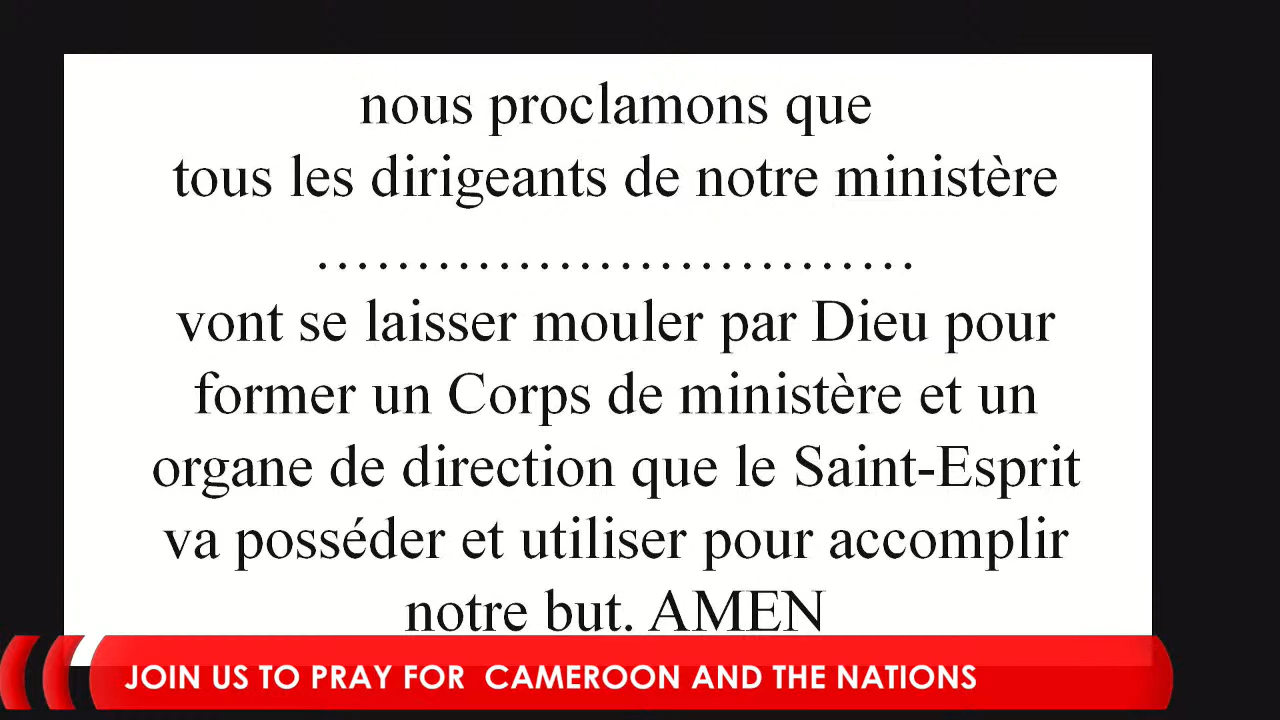 nous proclamons que
tous les dirigeants de notre ministère
…………………………
vont se laisser mouler par Dieu pour
former un Corps de ministère et un
organe de direction que le Saint-Esprit
va posséder et utiliser pour accomplir
notre but. AMEN
JOIN US TO PRAY FOR  CAMEROON AND THE NATIONS